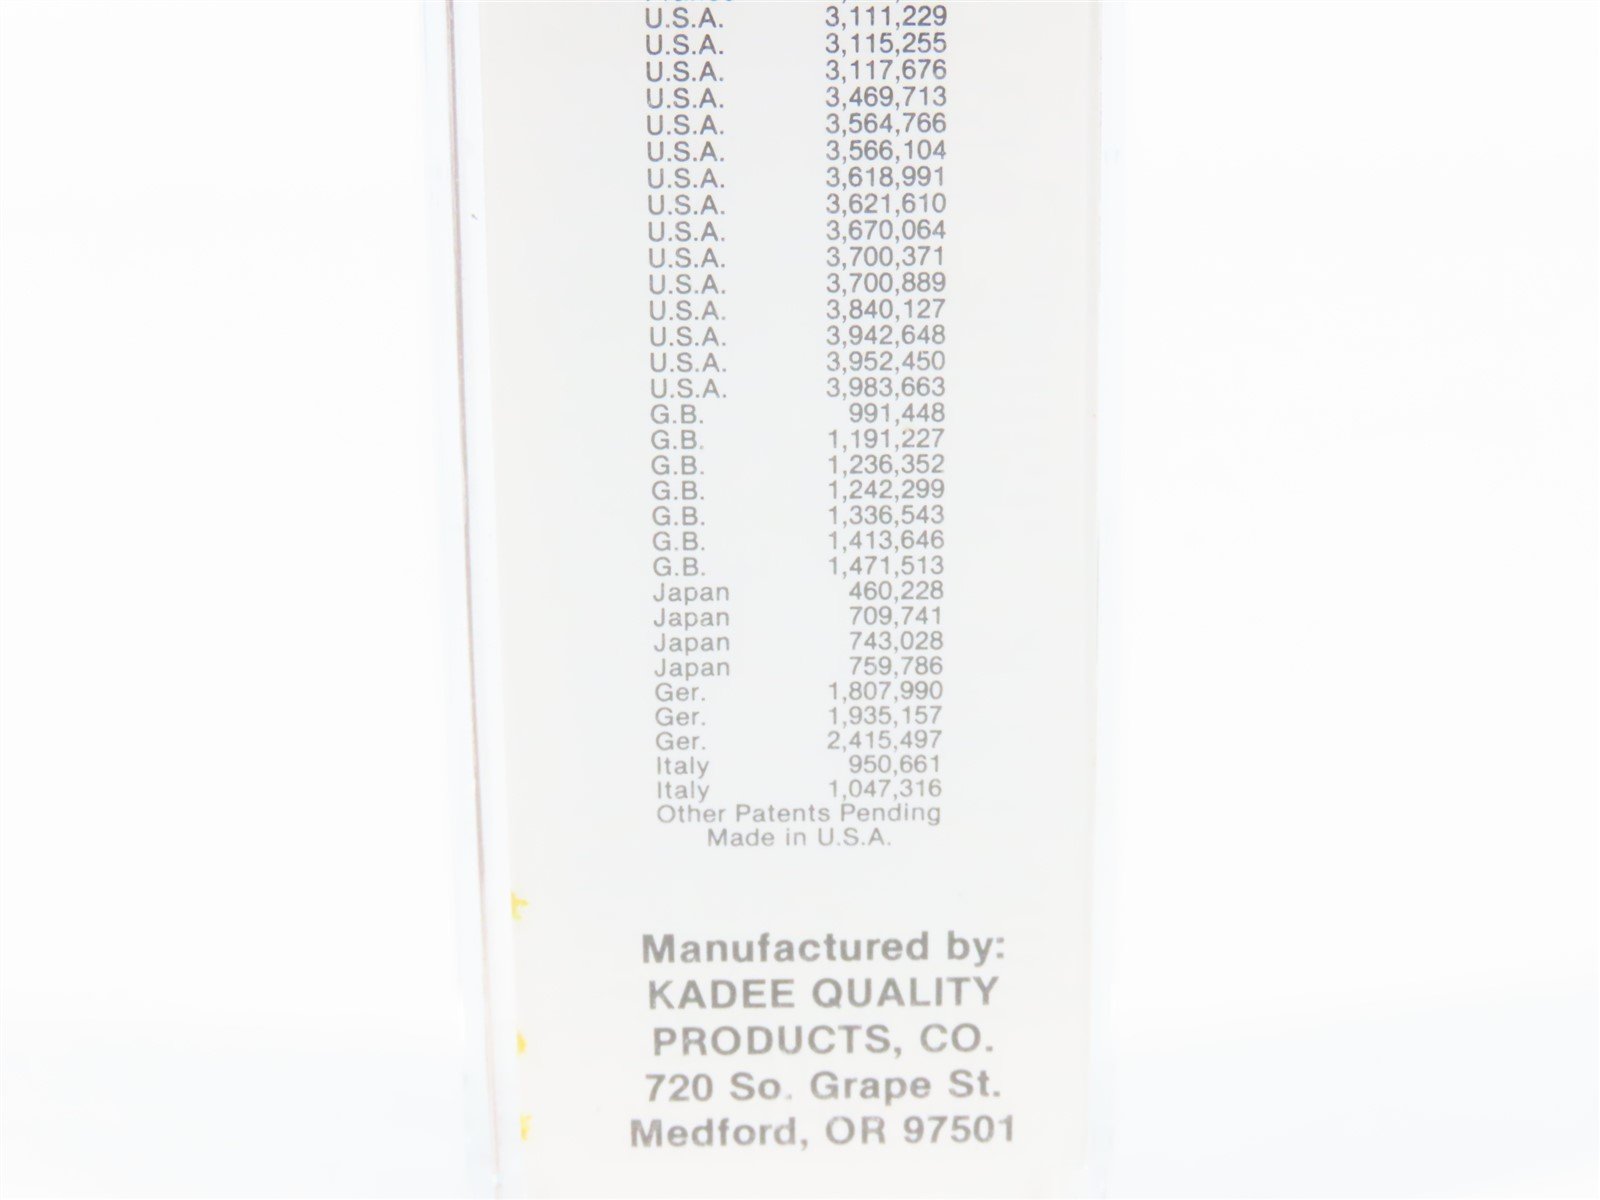 U.S.A. 3,111,229
U.S.A. 3,115,255
U.S.A. 3,117,676
U.S.A. 3,469,713
U.S.A. 3,564,766
U.S.A. 3,566,104
U.S.A. 3,618,991
U.S.A. 3,621,610
U.S.A. 3,670,064
U.S.A. 3,700,371
U.S.A. 3,700,889
U.S.A. 3,840,127
U.S.A. 3,942,648
U.S.A. 3,952,450
U.S.A. 3,983,663
G.B. 991,448
G.B. 1,191,227
G.B. 1,236,352
G.B. 1,242,299
G.B. 1,336,543
G.B. 1,413,646
G.B. 1,471,513
Japan 460,228
Japan 709,741
Japan 743,028
Japan 759,786
Ger. 1,807,990
Ger. 1,935,157
Ger. 2,415,497
Italy 950,661
Italy 1,047,316
Other Patents Pending
Made in U.S.A.
Manufactured by:
KADEE QUALITY
PRODUCTS, CO.
720 So. Grape St.
Medford, OR 97501